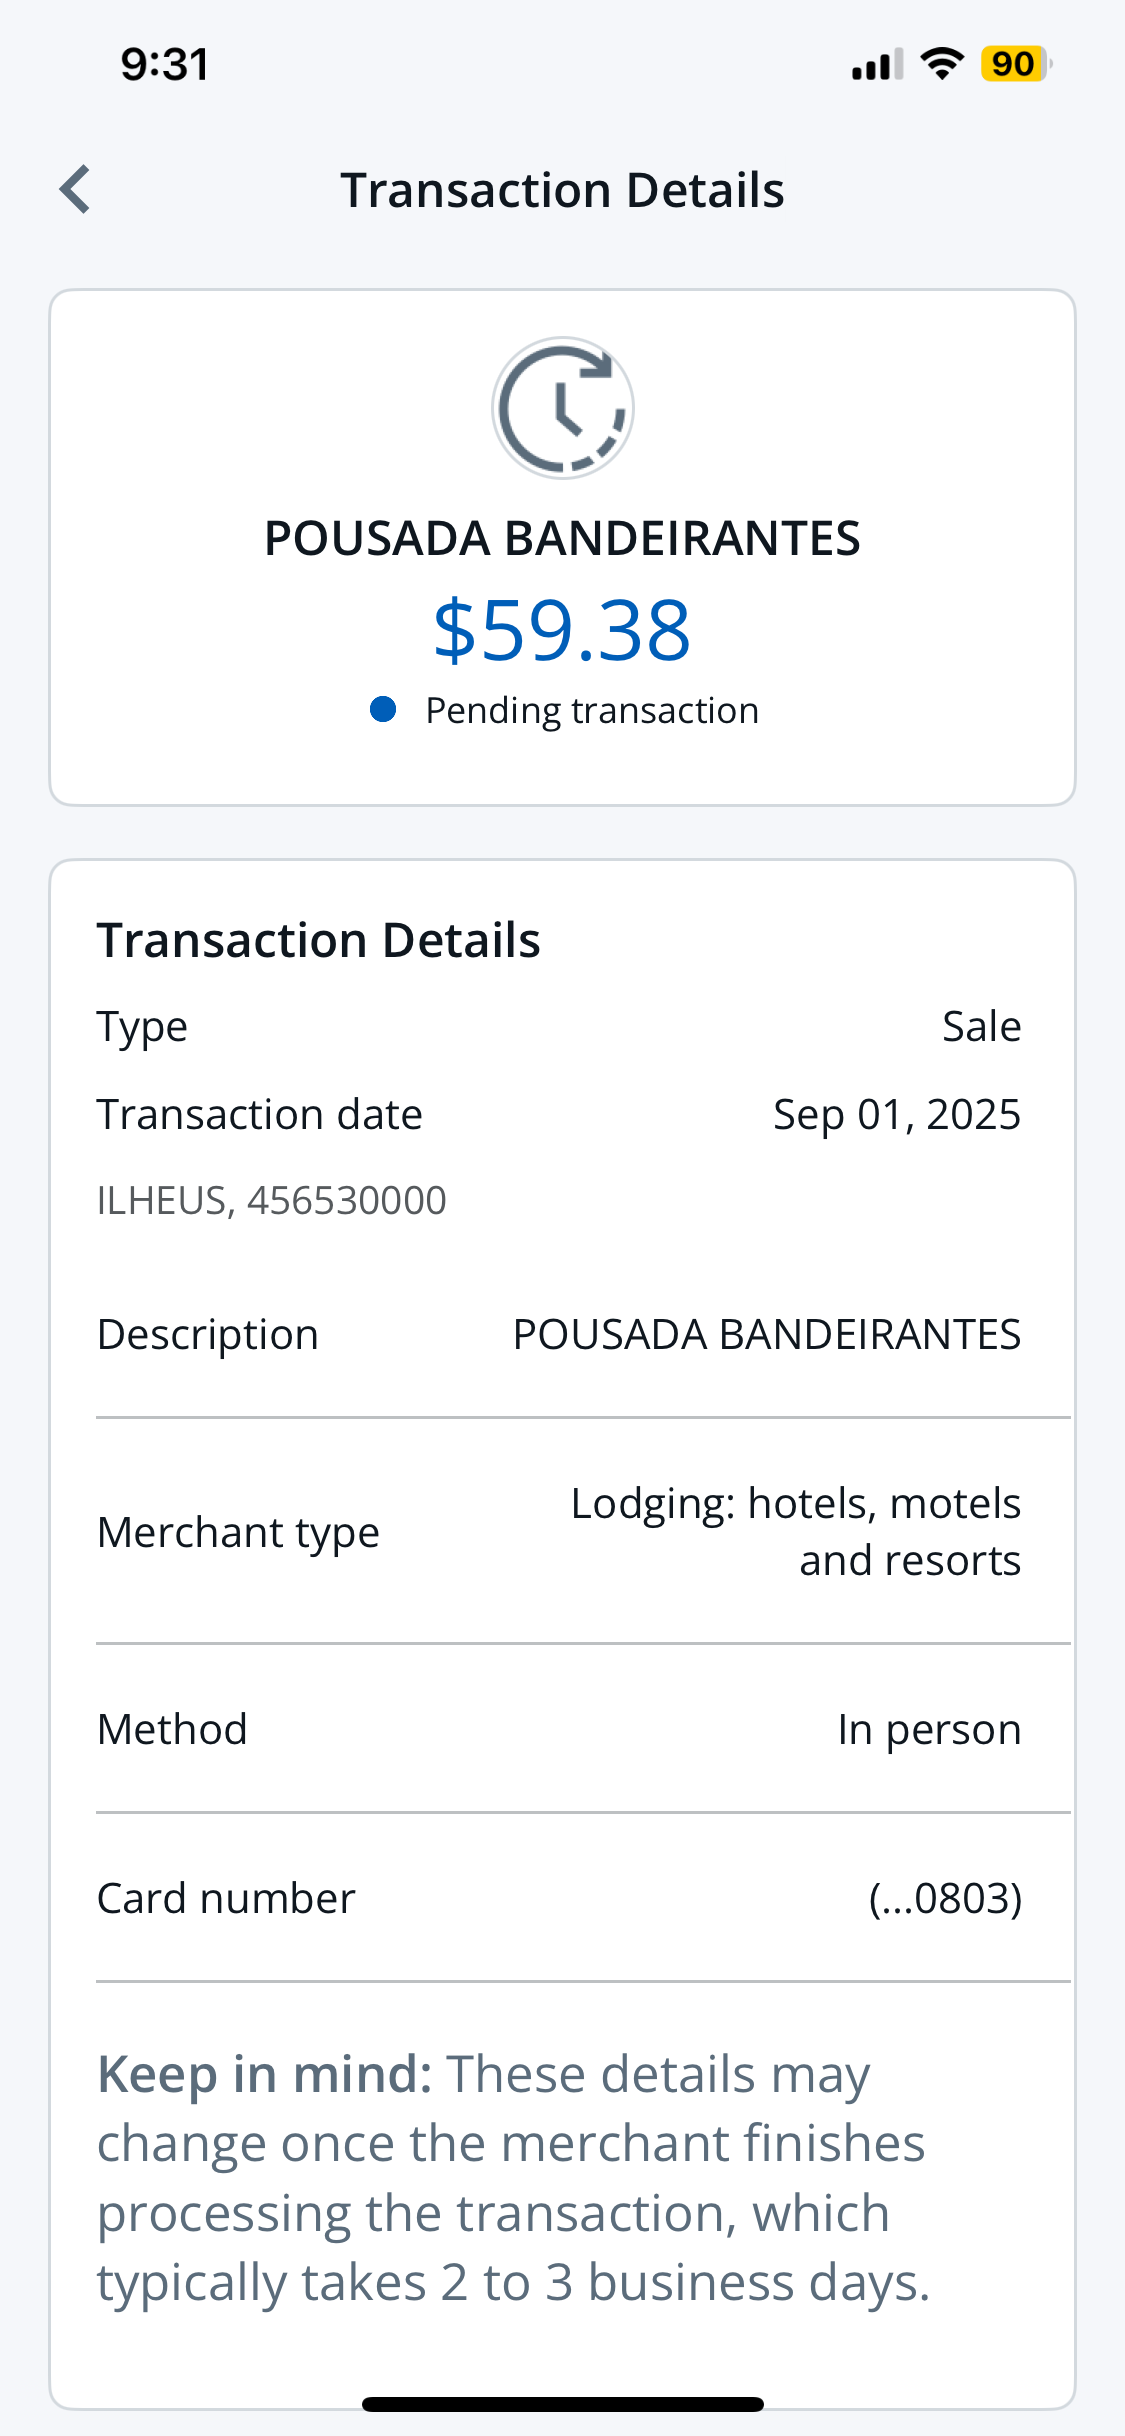 9:31
90
Transaction Details
POUSADA BANDEIRANTES
$59.38
Pending transaction
Transaction Details
Type Sale
Transaction date Sep 01, 2025
ILHEUS, 456530000
Description POUSADA BANDEIRANTES
Merchant type Lodging: hotels, motels
and resorts
Method In person
Card number (...0803)
Keep in mind: These details may
change once the merchant finishes
processing the transaction, which
typically takes 2 to 3 business days.